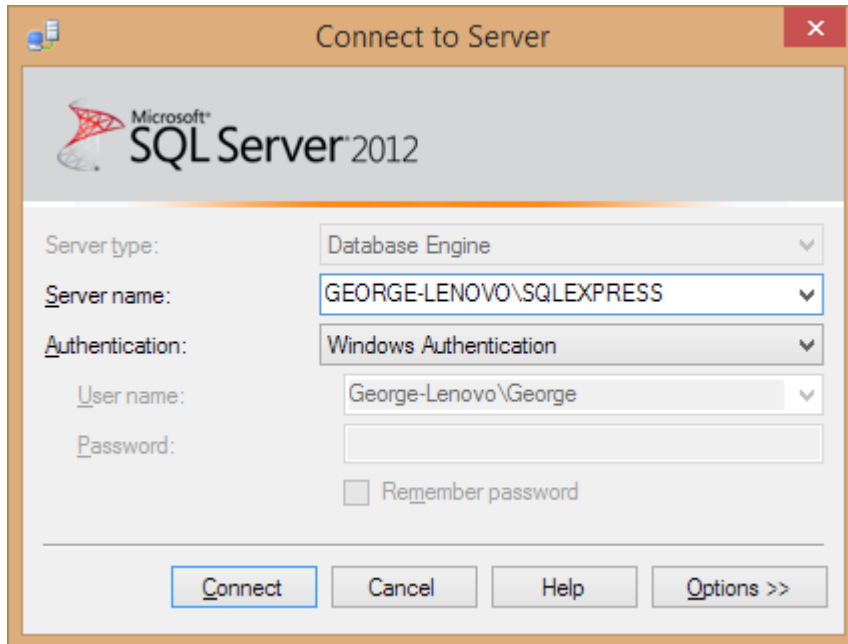 Connect to Server
Microsoft®
SQL Server® 2012
Server type: Database Engine
Server name: GEORGE-LENOVO\SQLEXPRESS
Authentication: Windows Authentication
User name: George-Lenovo\George
Password:
Remember password
Connect Cancel Help Options >>